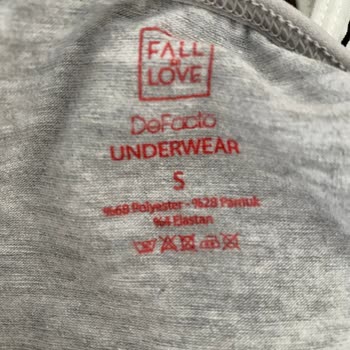 FALL
in
LOVE
DeFacto
UNDERWEAR
S
%68 Polyester - %28 Pamuk
%4 Elastan